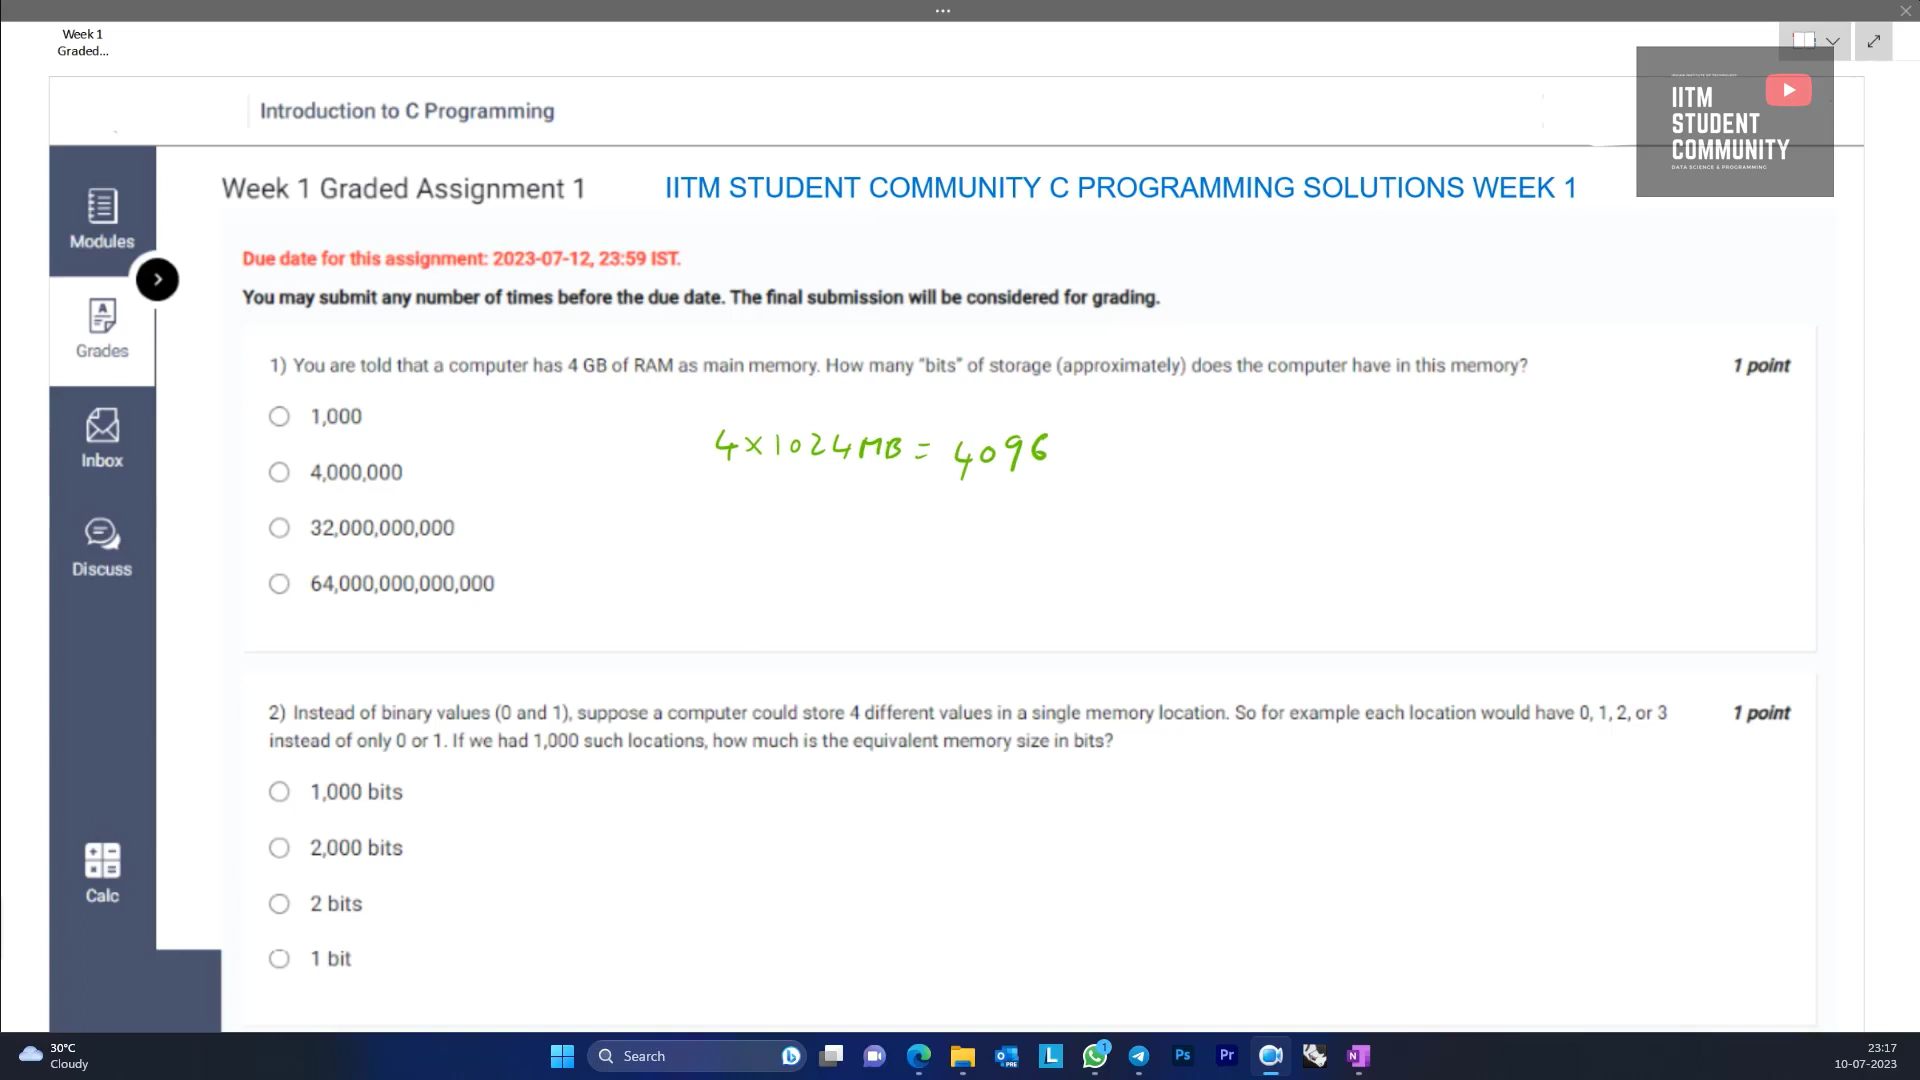 Week 1
Graded...
Introduction to C Programming
IITM
STUDENT
COMMUNITY
DATA SCIENCE & PROGRAMMING
Week 1 Graded Assignment 1
IITM STUDENT COMMUNITY C PROGRAMMING SOLUTIONS WEEK 1
Modules
Grades
Inbox
Discuss
Calc
Due date for this assignment: 2023-07-12, 23:59 IST.
You may submit any number of times before the due date. The final submission will be considered for grading.
1) You are told that a computer has 4 GB of RAM as main memory. How many "bits" of storage (approximately) does the computer have in this memory? 1 point
1,000
4,000,000
32,000,000,000
64,000,000,000,000
4 × 1024 MB = 4096
2) Instead of binary values (0 and 1), suppose a computer could store 4 different values in a single memory location. So for example each location would have 0, 1, 2, or 3 1 point
instead of only 0 or 1. If we had 1,000 such locations, how much is the equivalent memory size in bits?
1,000 bits
2,000 bits
2 bits
1 bit
30°C
Cloudy
Search
L
1
Ps
Pr
N
23:17
10-07-2023